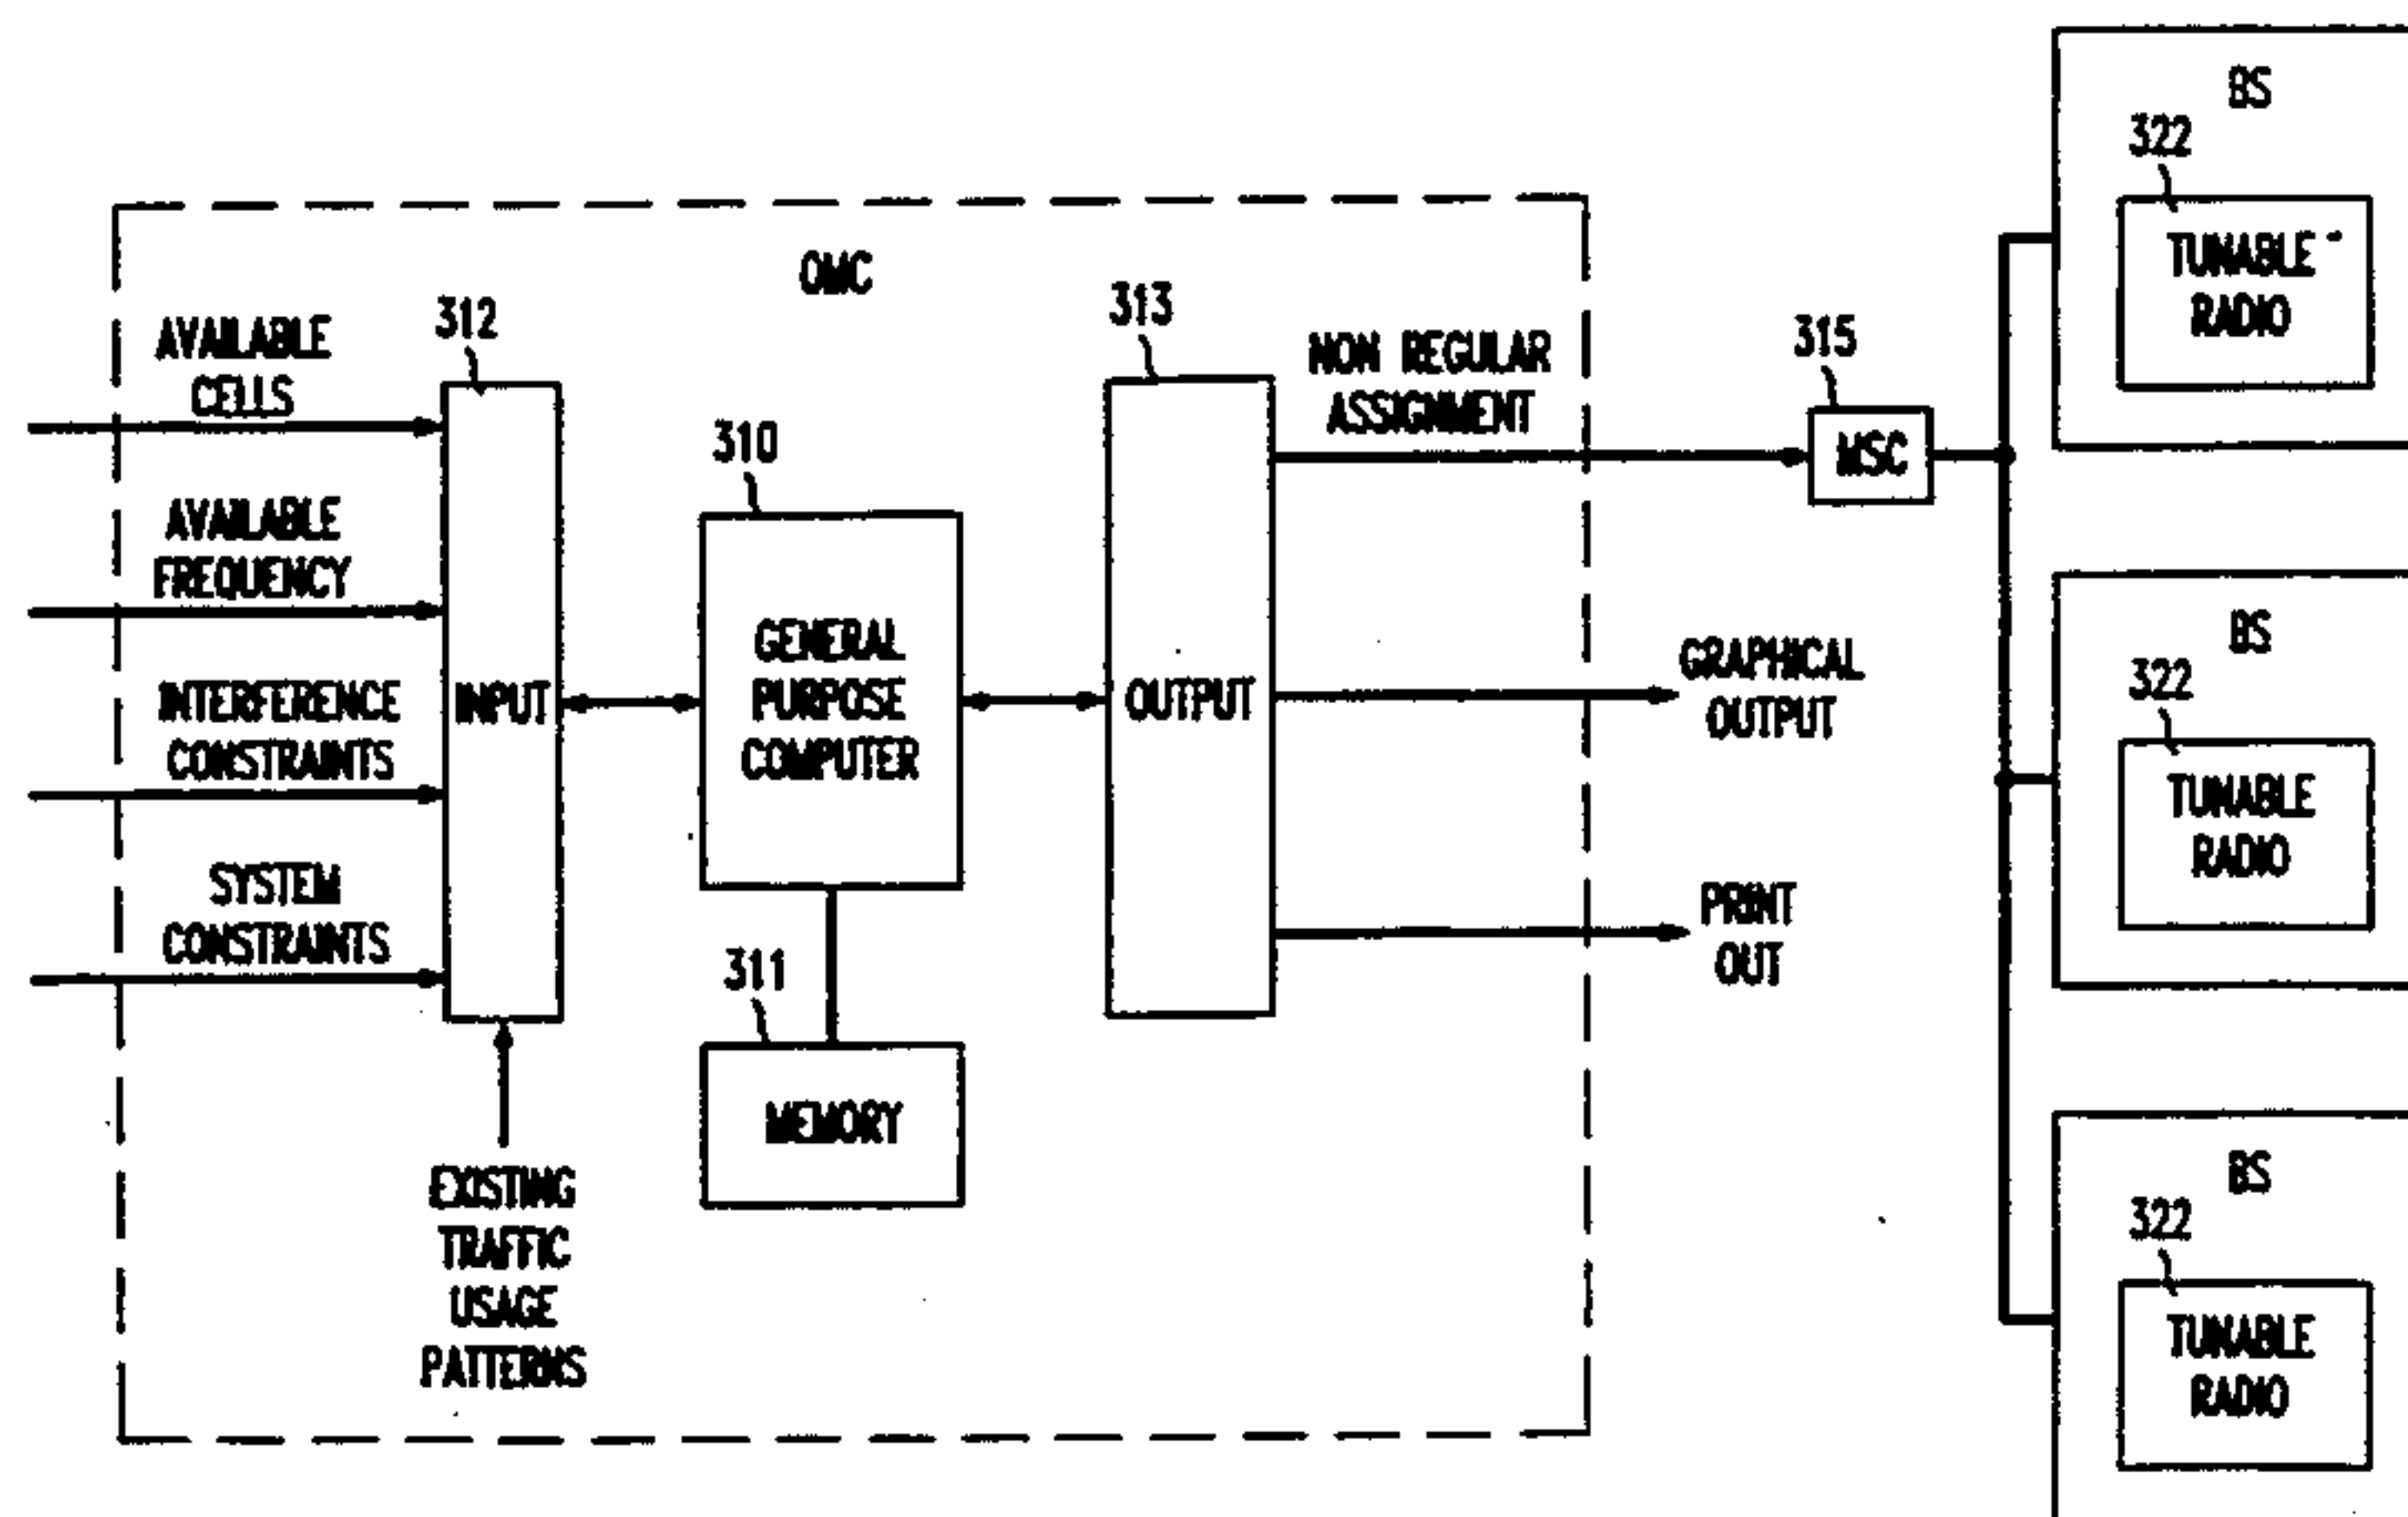 OMC
AVAILABLE
CELLS
AVAILABLE
FREQUENCY
INTERFERENCE
CONSTRAINTS
SYSTEM
CONSTRAINTS
312
INPUT
EXISTING
TRAFFIC
USAGE
PATTERNS
310
GENERAL
PURPOSE
COMPUTER
311
MEMORY
313
OUTPUT
NON REGULAR
ASSIGNMENT
GRAPHICAL
OUTPUT
PRINT
OUT
315
MSC
BS
322
TUNABLE
RADIO
BS
322
TUNABLE
RADIO
BS
322
TUNABLE
RADIO